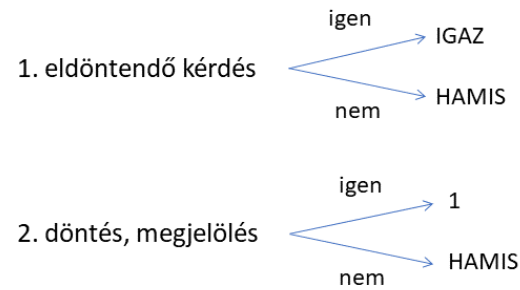 igen
IGAZ
1. eldöntendő kérdés
HAMIS
nem
igen
1
2. döntés, megjelölés
HAMIS
nem